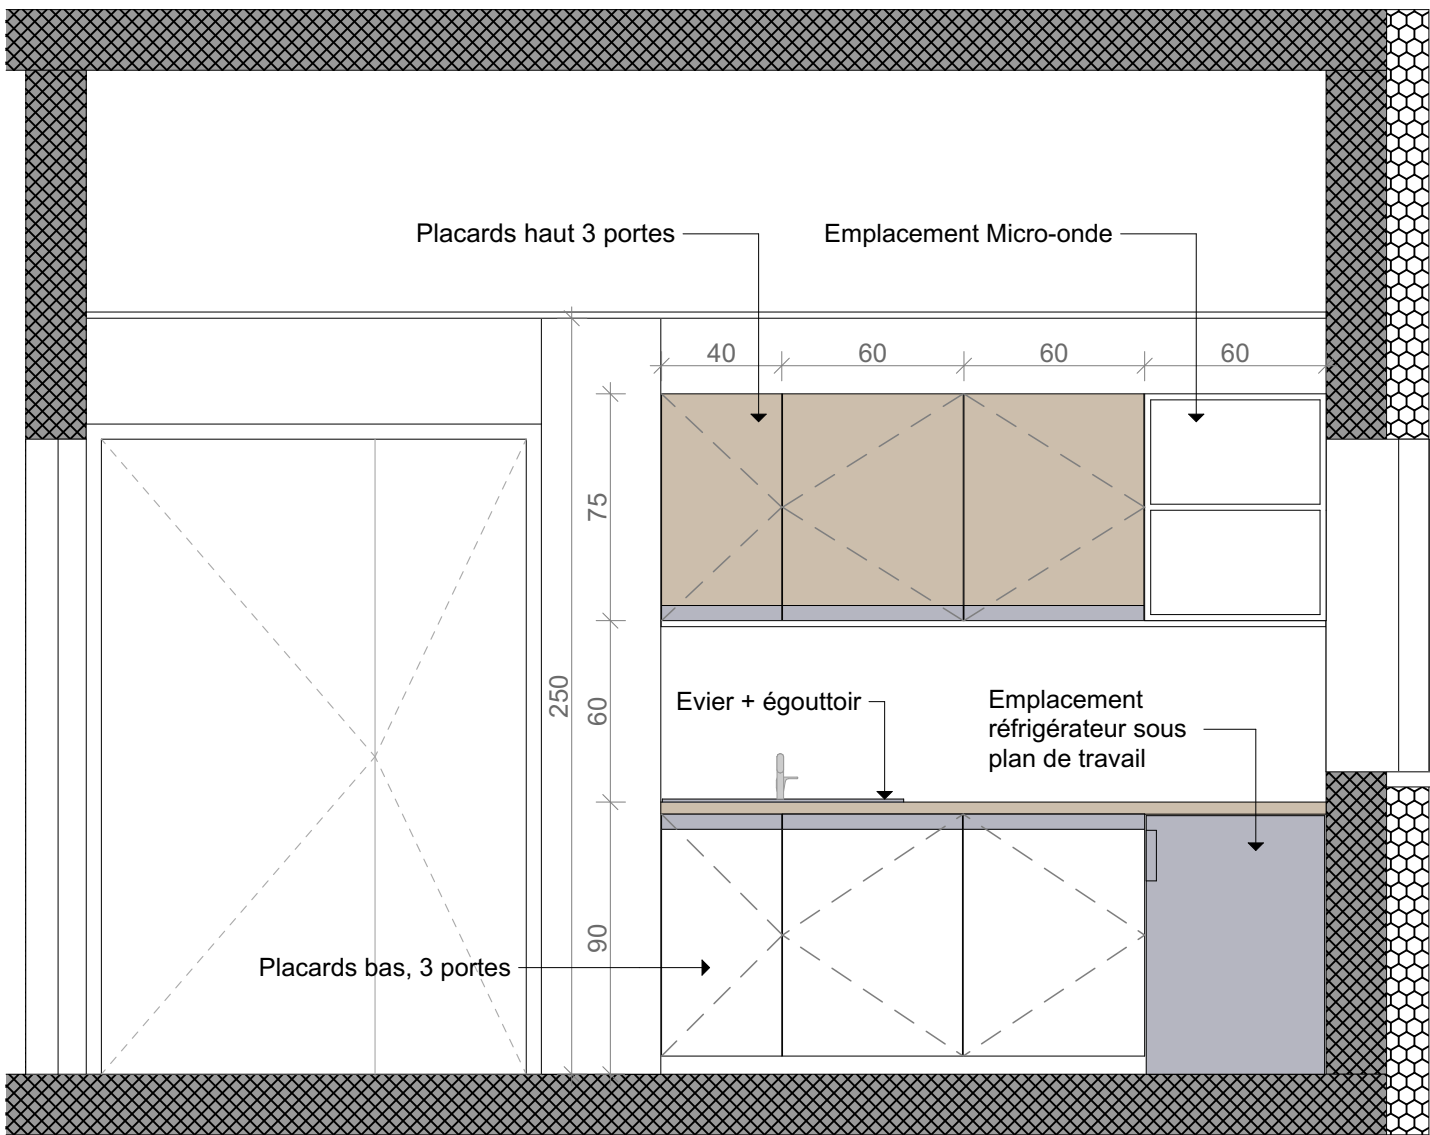 Placards haut 3 portes
Emplacement Micro-onde
40
60
60
60
75
250
60
Evier + égouttoir
Emplacement
réfrigérateur sous
plan de travail
90
Placards bas, 3 portes